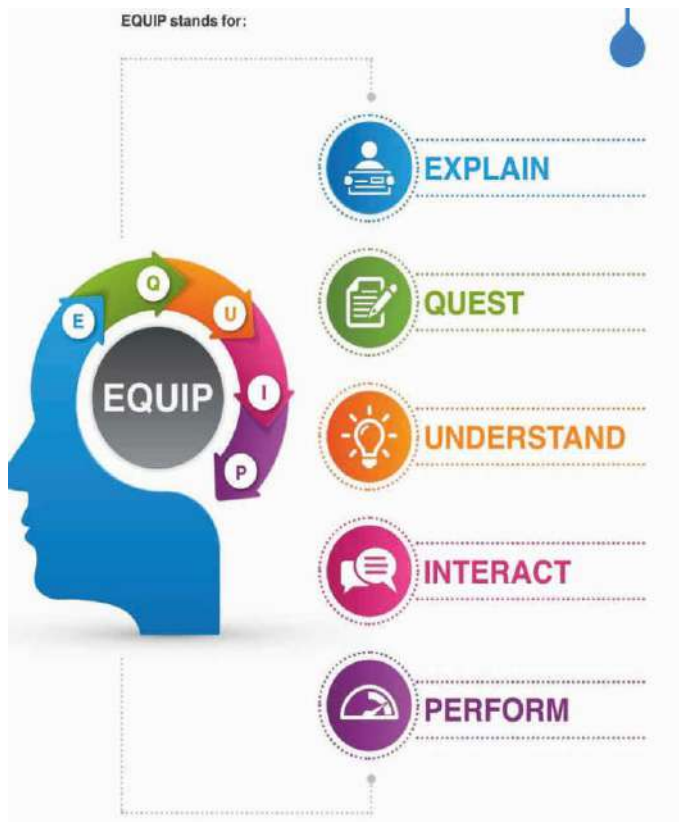 EQUIP stands for:
EXPLAIN
QUEST
UNDERSTAND
INTERACT
PERFORM
E
Q
U
I
P
EQUIP